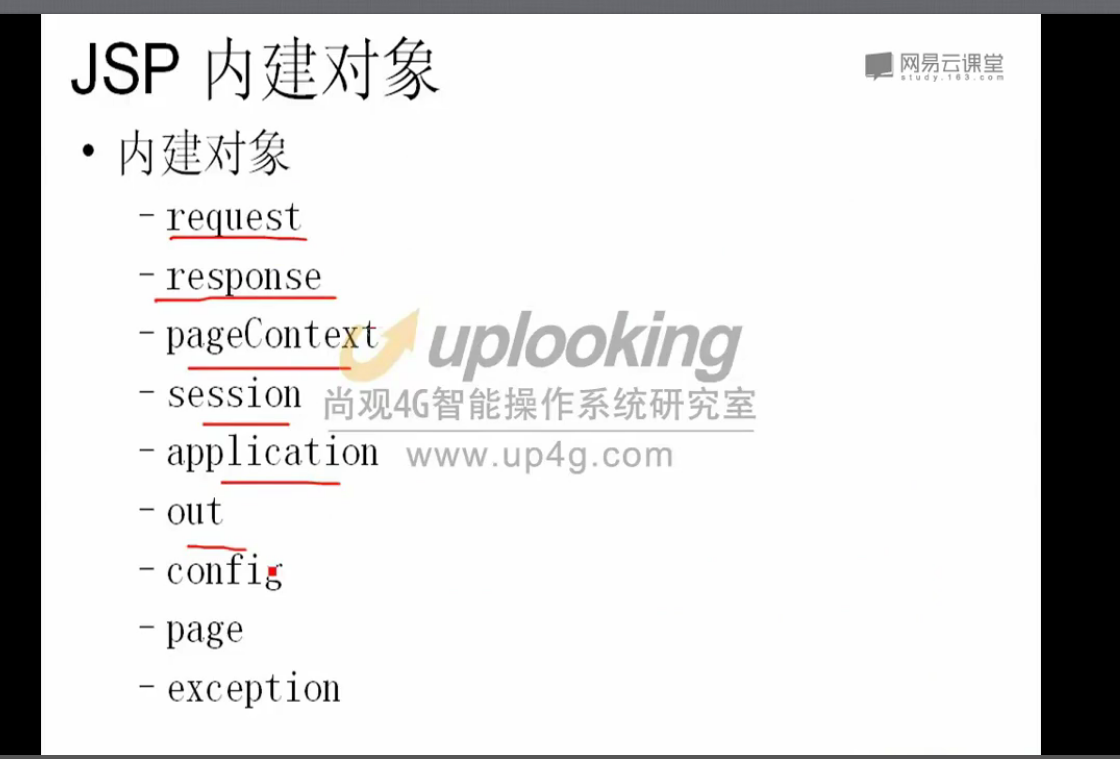 JSP 内建对象
网易云课堂
study.163.com
• 内建对象
– request
– response
– pageContext
– session
– application
– out
– config
– page
– exception
uplooking
尚观4G智能操作系统研究室
www.up4g.com